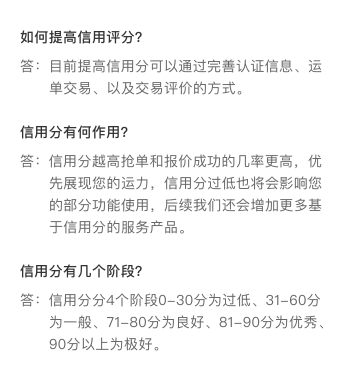 如何提高信用评分?
答：目前提高信用分可以通过完善认证信息、运
单交易、以及交易评价的方式。
信用分有何作用?
答：信用分越高抢单和报价成功的几率更高，优
先展现您的运力，信用分过低也将会影响您
的部分功能使用，后续我们还会增加更多基
于信用分的服务产品。
信用分有几个阶段?
答：信用分分4个阶段0-30分为过低、31-60分
为一般、71-80分为良好、81-90分为优秀、
90分以上为极好。